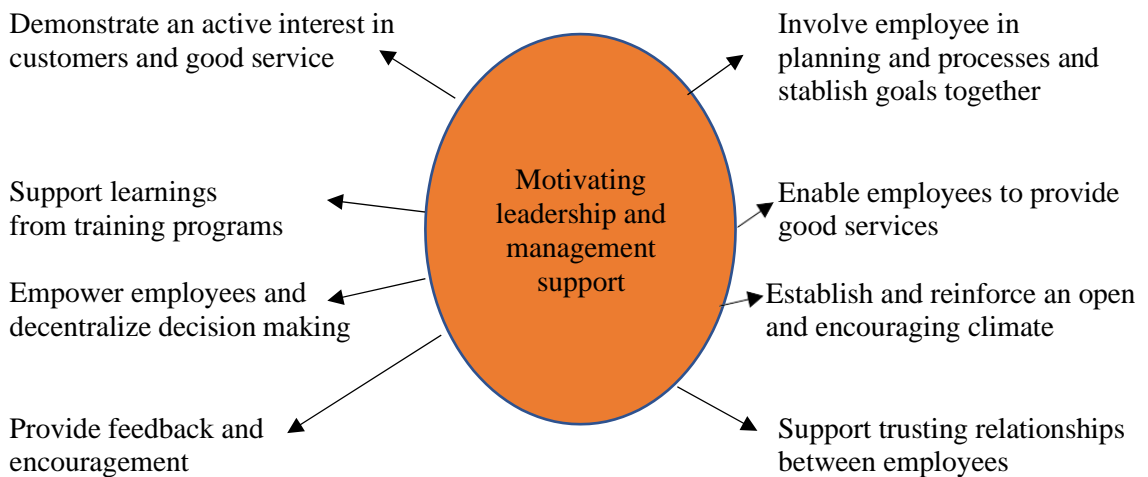 Demonstrate an active interest in
customers and good service
Support learnings
from training programs
Empower employees and
decentralize decision making
Provide feedback and
encouragement
Motivating
leadership and
management
support
Involve employee in
planning and processes and
stablish goals together
Enable employees to provide
good services
Establish and reinforce an open
and encouraging climate
Support trusting relationships
between employees